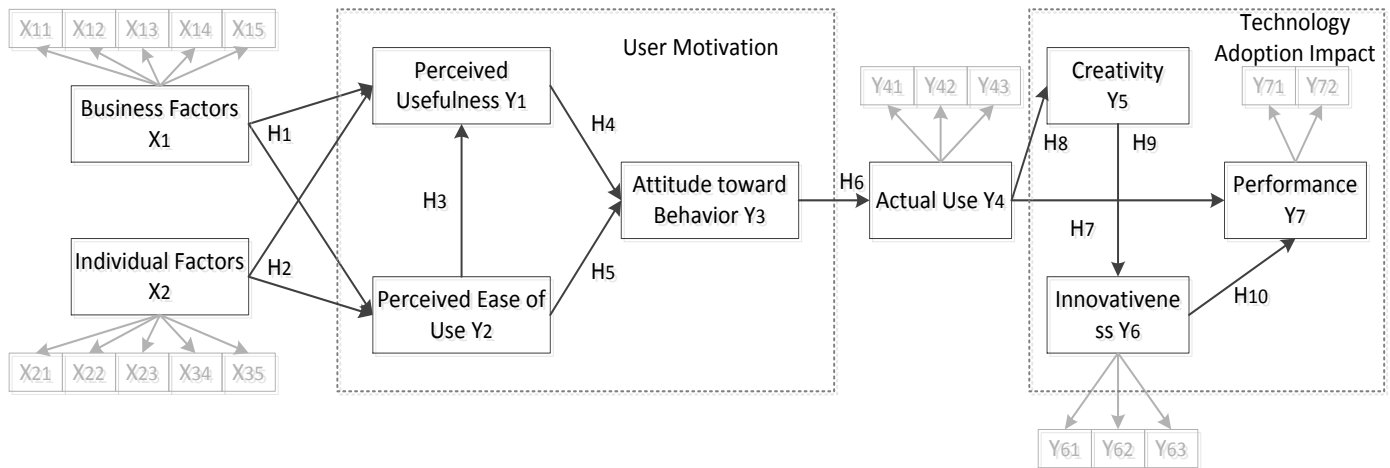 X11 X12 X13 X14 X15
Business Factors
X1
Individual Factors
X2
X21 X22 X23 X34 X35
H1
H2
User Motivation
Perceived
Usefulness Y1
H3
Perceived Ease of
Use Y2
H4
H5
Attitude toward
Behavior Y3
H6
Y41 Y42 Y43
Actual Use Y4
Technology
Adoption Impact
Creativity
Y5
H8
H9
H7
Innovativene
ss Y6
H10
Y71 Y72
Performance
Y7
Y61 Y62 Y63